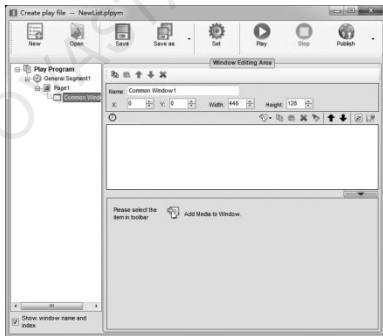 Create play file -- NewList.plpym
New Open Save Save as Set Play Stop Publish
Window Editing Area
Play Program
General Segment1
Page1
Common Wind
Name: Common Window1
X: 0 Y: 0 Width: 446 Height: 128
Please select the
item in toolbar
Add Media to Window.
Show window name and
index